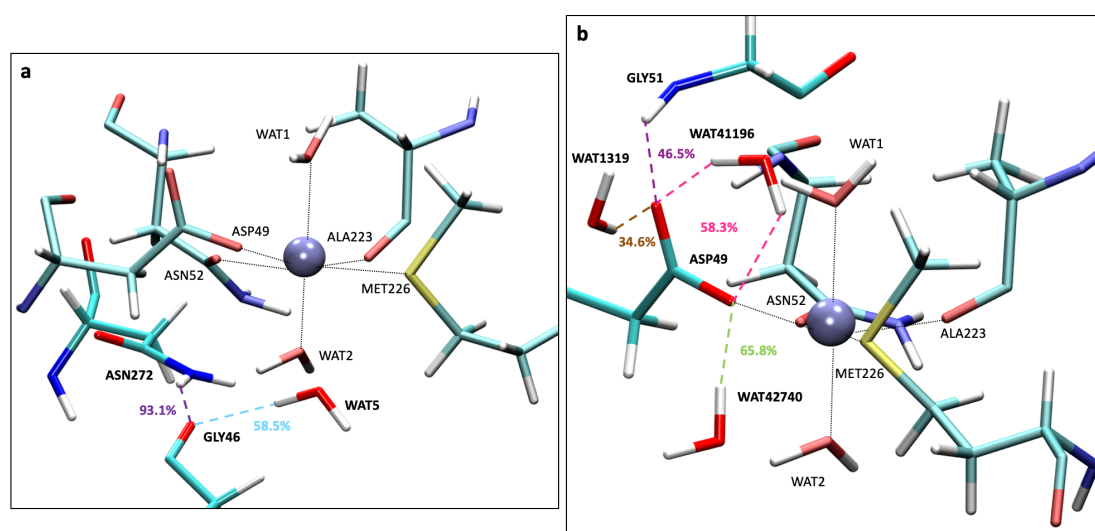 a
WAT1
ASP49
ALA223
ASN52
MET226
WAT2
ASN272
WAT5
93.1%
58.5%
GLY46
b
GLY51
WAT41196
46.5%
WAT1
WAT1319
58.3%
34.6%
ASP49
ASN52
ALA223
MET226
65.8%
WAT42740
WAT2